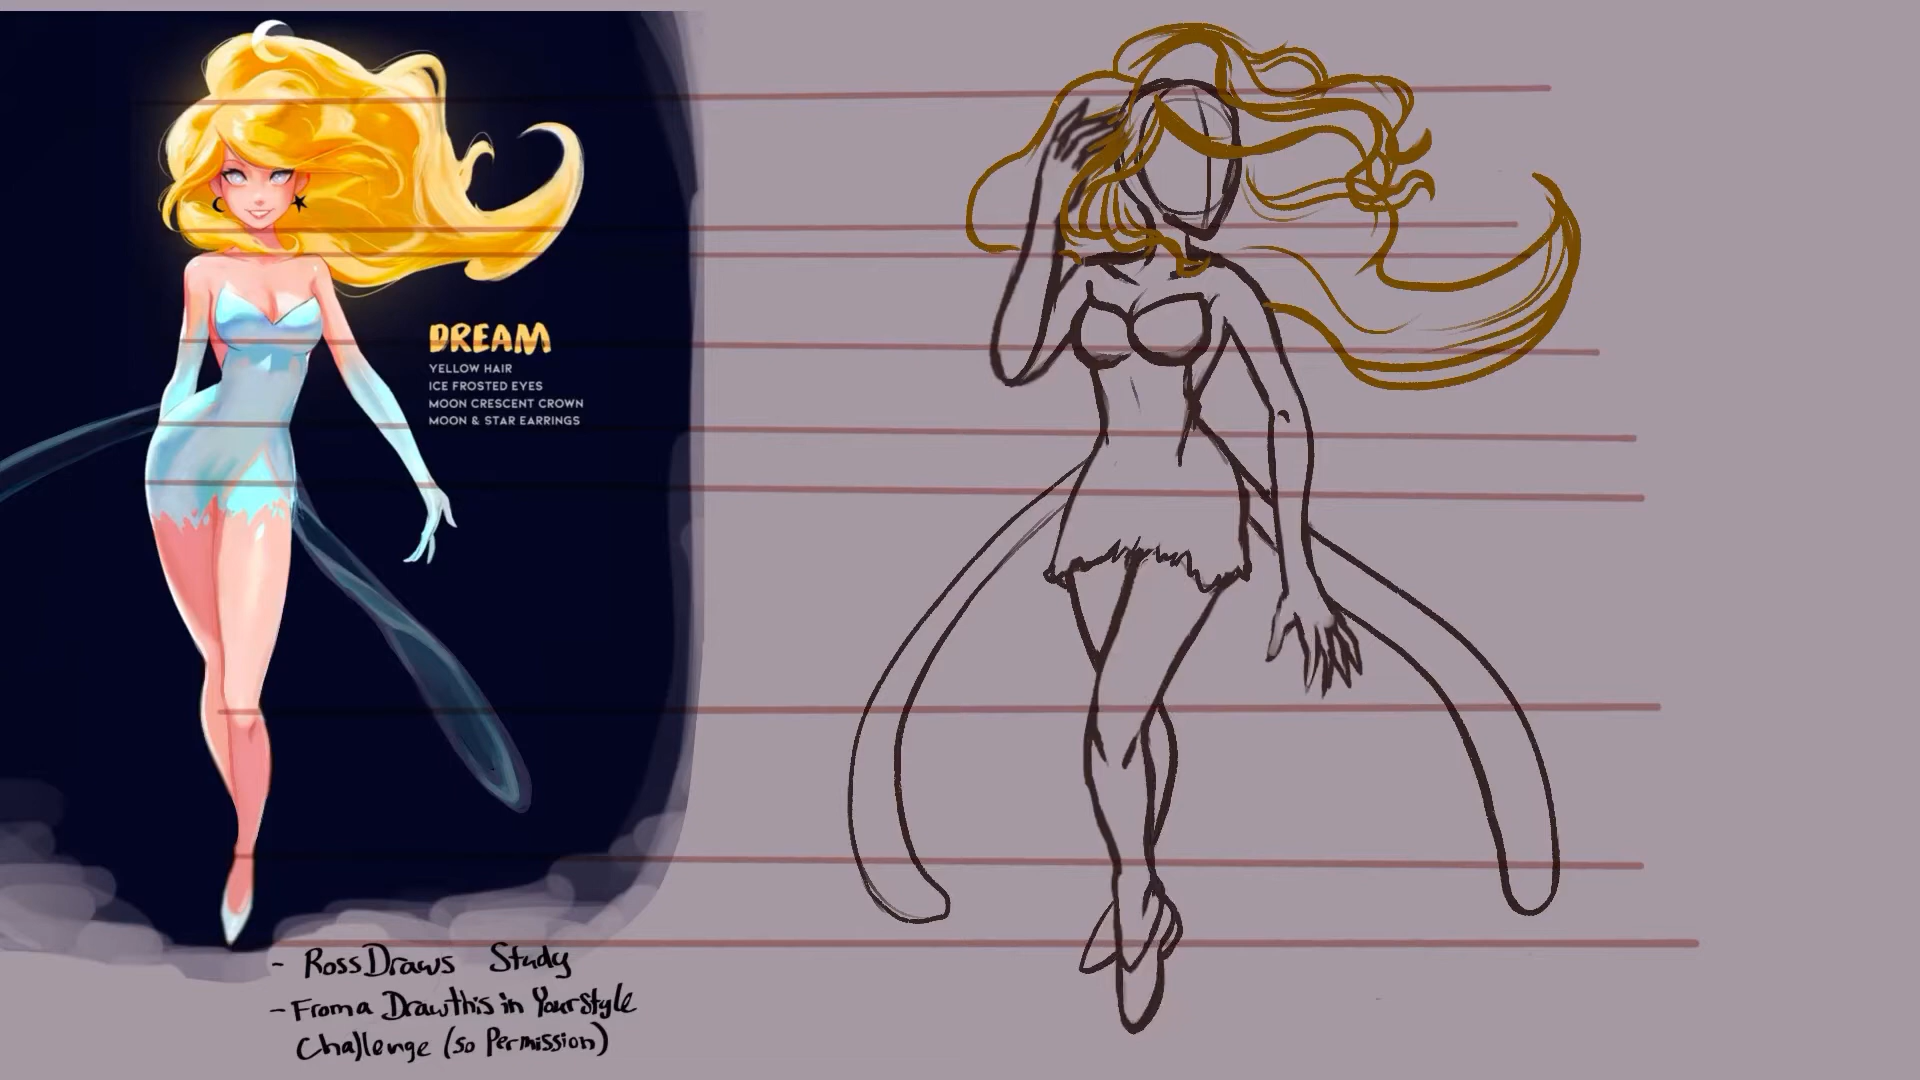 DREAM
YELLOW HAIR
ICE FROSTED EYES
MOON CRESCENT CROWN
MOON & STAR EARRINGS
- RossDraws Study
- From a Draw this in Your Style
Challenge (so Permission)